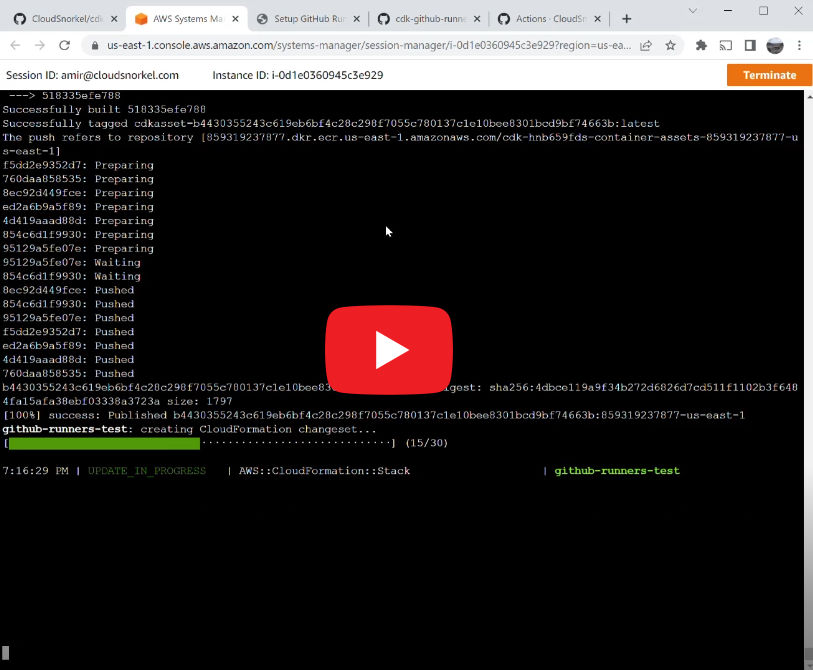 CloudSnorkel/cdk
AWS Systems Ma
Setup GitHub Run
cdk-github-runne
Actions · CloudSn
us-east-1.console.aws.amazon.com/systems-manager/session-manager/i-0d1e0360945c3e929?region=us-ea...
Session ID: amir@cloudsnorkel.com Instance ID: i-0d1e0360945c3e929 Terminate
---> 518335efe788
Successfully built 518335efe788
Successfully tagged cdkasset=b4430355243c619eb6bf4c28c298f7055c780137c1e10bee8301bcd9bf74663b:latest
The push refers to repository [859319237877.dkr.ecr.us-east-1.amazonaws.com/cdk-hnb659fds-container-assets-859319237877-u
s-east-1]
f5dd2e9352d7: Preparing
760daa858535: Preparing
8ec92d449fce: Preparing
ed2a6b9a5f89: Preparing
4d419aaad88d: Preparing
854c6d1f9930: Preparing
95129a5fe07e: Preparing
95129a5fe07e: Waiting
854c6d1f9930: Waiting
8ec92d449fce: Pushed
854c6d1f9930: Pushed
95129a5fe07e: Pushed
f5dd2e9352d7: Pushed
ed2a6b9a5f89: Pushed
4d419aaad88d: Pushed
760daa858535: Pushed
b4430355243c619eb6bf4c28c298f7055c780137c1e10bee8 gest: sha256:4dbce119a9f34b272d6826d7cd511f1102b3f648
4fa15afa38ebf03338a3723a size: 1797
[100%] success: Published b4430355243c619eb6bf4c28c298f7055c780137c1e10bee8301bcd9bf74663b:859319237877-us-east-1
github-runners-test: creating CloudFormation changeset...
[·····························] (15/30)
7:16:29 PM | UPDATE_IN_PROGRESS | AWS::CloudFormation::Stack | github-runners-test